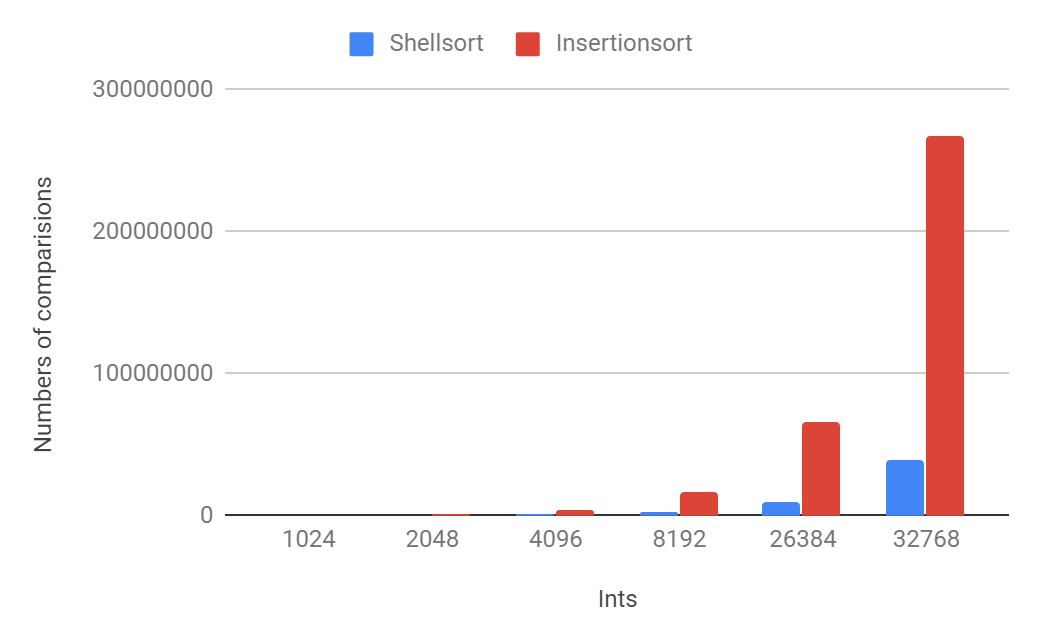 Shellsort Insertionsort
300000000
200000000
100000000
0
Numbers of comparisions
1024 2048 4096 8192 26384 32768
Ints